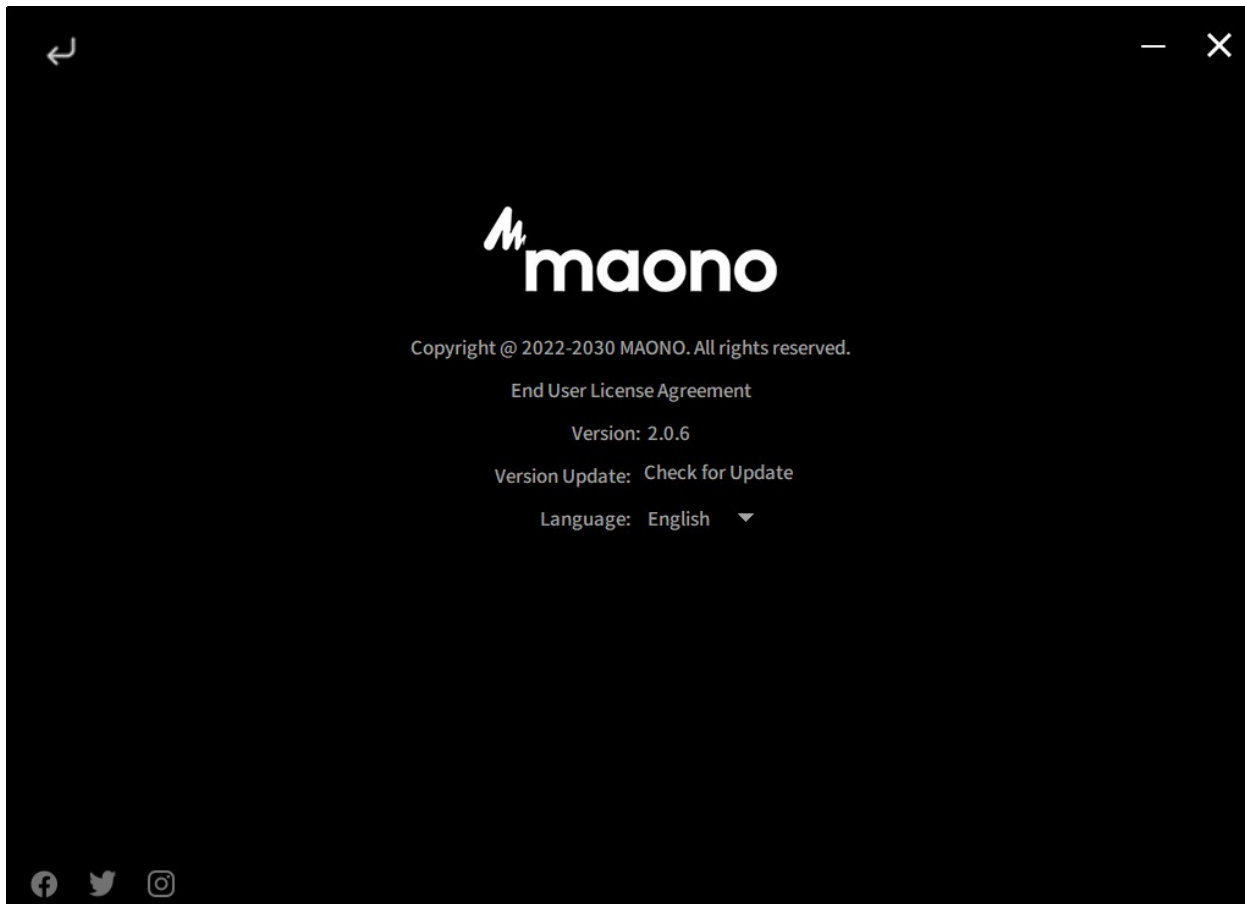 maono
Copyright @ 2022-2030 MAONO. All rights reserved.
End User License Agreement
Version: 2.0.6
Version Update: Check for Update
Language: English